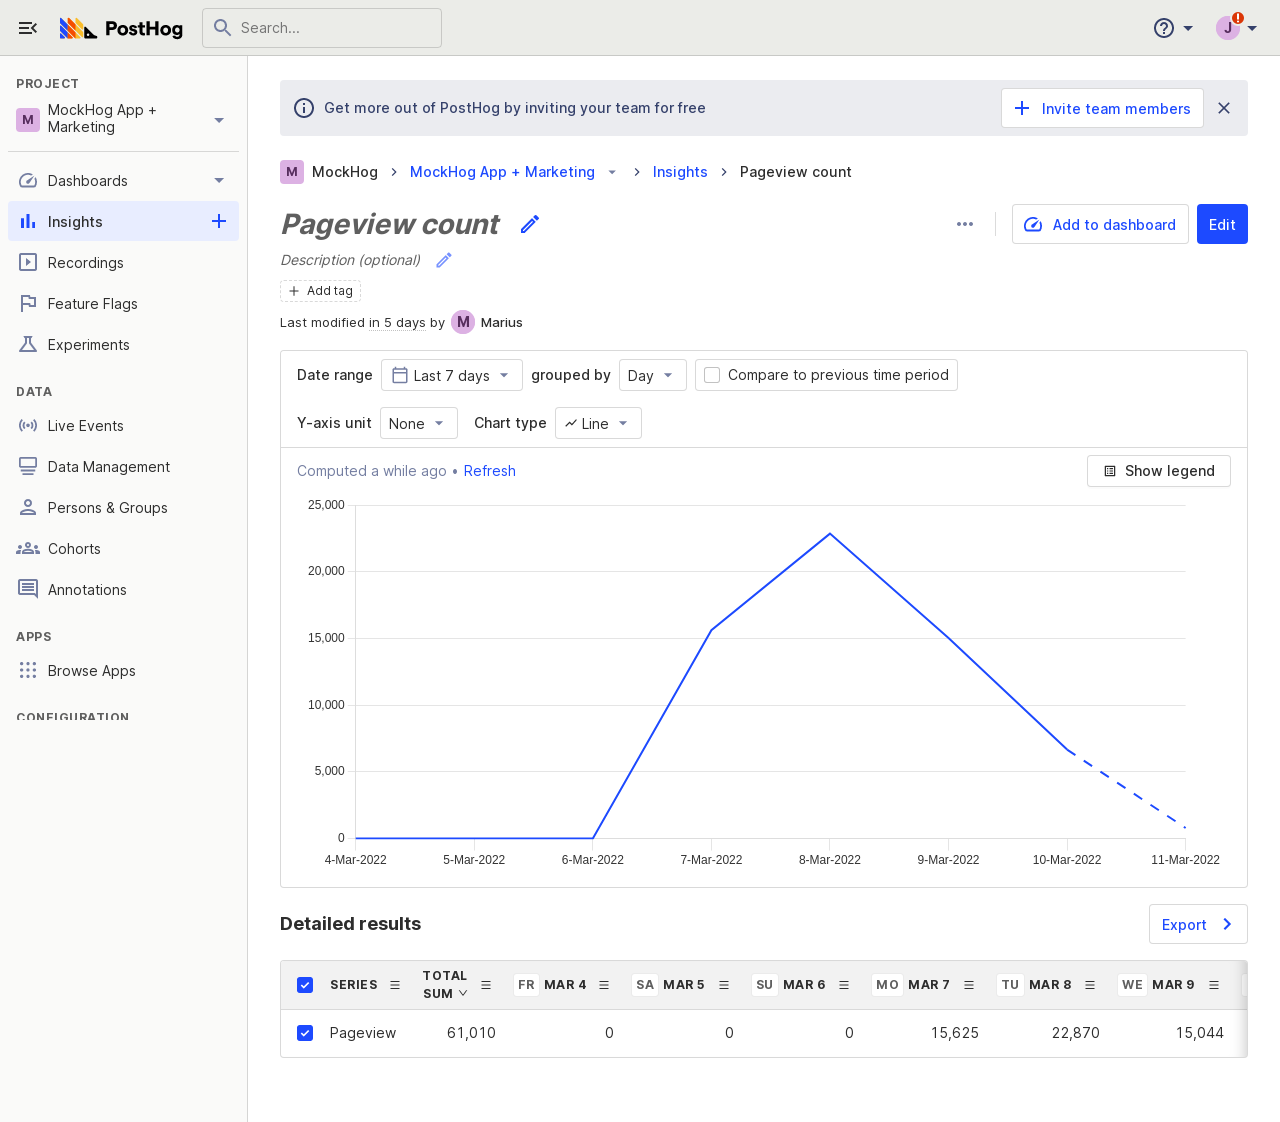 PostHog
Search...
J
PROJECT
M
MockHog App +
Marketing
Dashboards
Insights
Recordings
Feature Flags
Experiments
DATA
Live Events
Data Management
Persons & Groups
Cohorts
Annotations
APPS
Browse Apps
CONFIGURATION
Get more out of PostHog by inviting your team for free
Invite team members
M MockHog MockHog App + Marketing Insights Pageview count
Pageview count
Add to dashboard
Edit
Description (optional)
Add tag
Last modified in 5 days by M Marius
Date range Last 7 days grouped by Day Compare to previous time period
Y-axis unit None Chart type Line
Computed a while ago • Refresh
Show legend
25,000
20,000
15,000
10,000
5,000
0
4-Mar-2022 5-Mar-2022 6-Mar-2022 7-Mar-2022 8-Mar-2022 9-Mar-2022 10-Mar-2022 11-Mar-2022
Detailed results
Export
SERIES TOTAL SUM FR MAR 4 SA MAR 5 SU MAR 6 MO MAR 7 TU MAR 8 WE MAR 9
Pageview 61,010 0 0 0 15,625 22,870 15,044